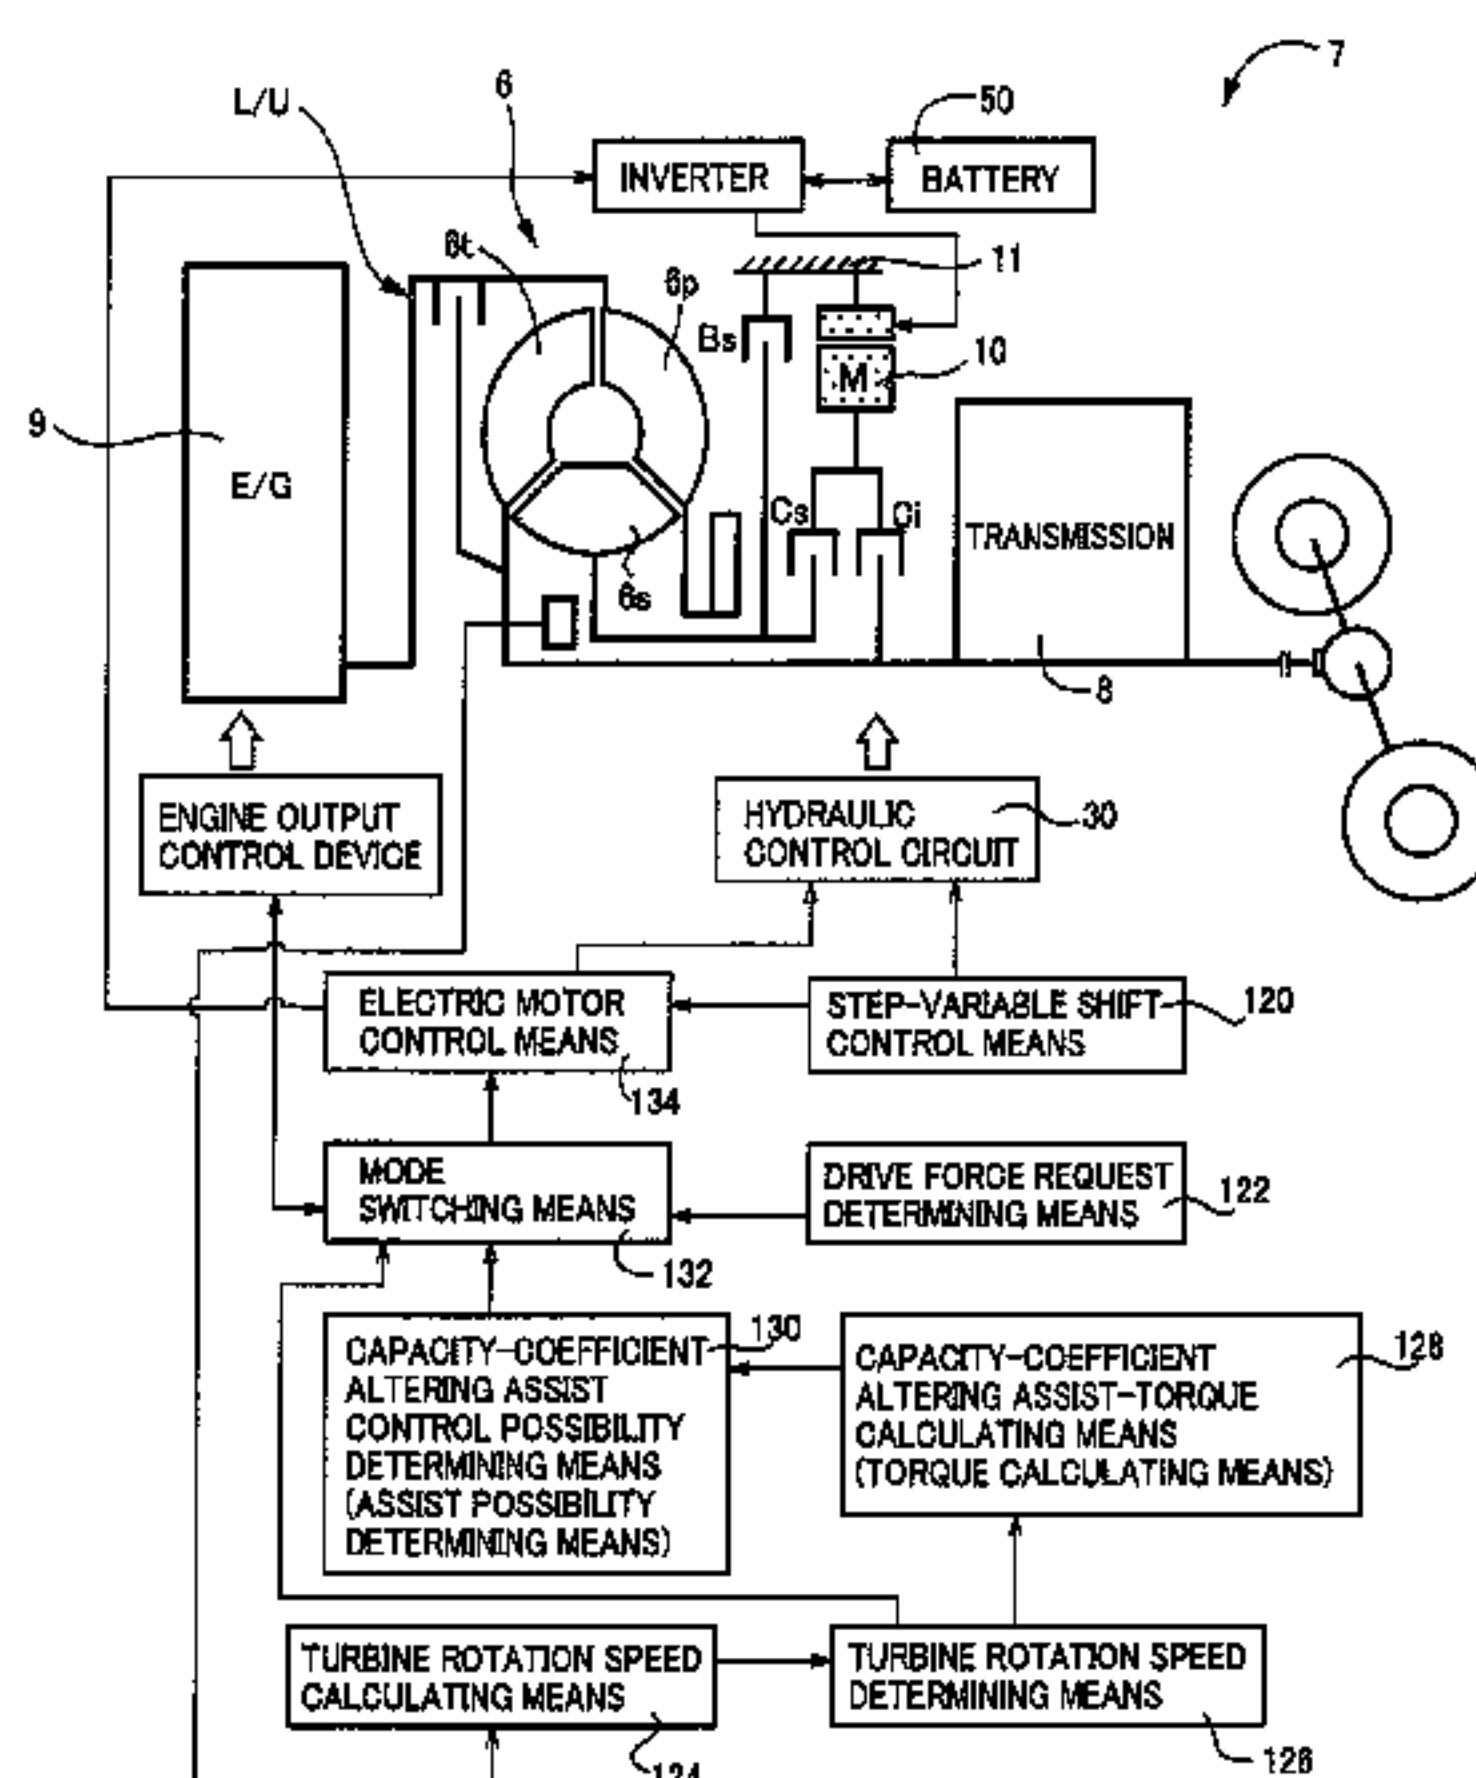 7
L/U
6
50
INVERTER
BATTERY
6t
6p
11
Bs
10
M
9
E/G
Cs
Ci
TRANSMISSION
6s
8
ENGINE OUTPUT
CONTROL DEVICE
HYDRAULIC
CONTROL CIRCUIT
30
ELECTRIC MOTOR
CONTROL MEANS
134
STEP-VARIABLE SHIFT
CONTROL MEANS
120
MODE
SWITCHING MEANS
132
DRIVE FORCE REQUEST
DETERMINING MEANS
122
CAPACITY-COEFFICIENT
ALTERING ASSIST
CONTROL POSSIBILITY
DETERMINING MEANS
(ASSIST POSSIBILITY
DETERMINING MEANS)
130
CAPACITY-COEFFICIENT
ALTERING ASSIST-TORQUE
CALCULATING MEANS
(TORQUE CALCULATING MEANS)
128
TURBINE ROTATION SPEED
CALCULATING MEANS
124
TURBINE ROTATION SPEED
DETERMINING MEANS
126